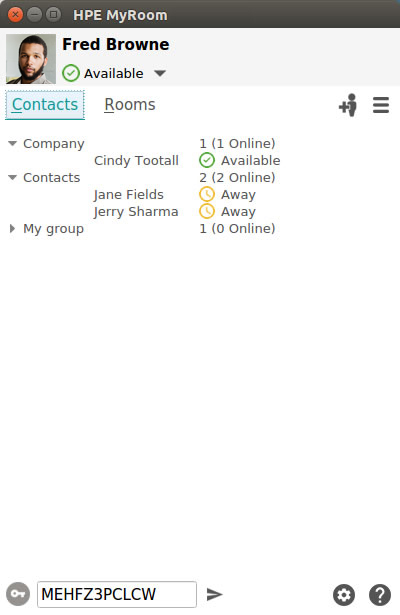 HPE MyRoom
Fred Browne
Available
Contacts Rooms
Company 1 (1 Online)
Cindy Tootall Available
Contacts 2 (2 Online)
Jane Fields Away
Jerry Sharma Away
My group 1 (0 Online)
MEHFZ3PCLCW